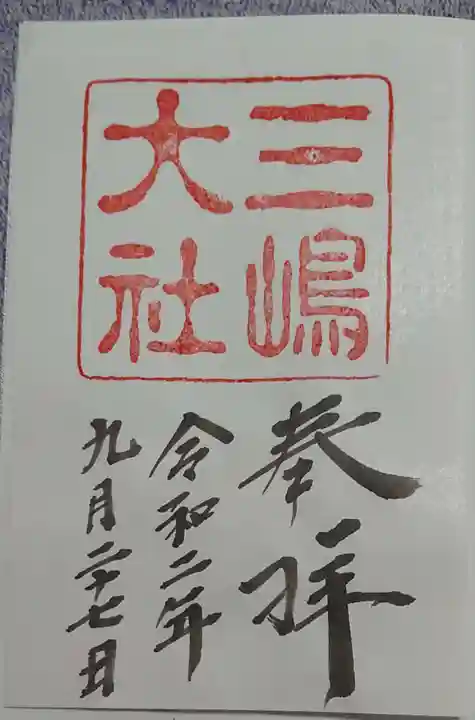 三嶋
大社
奉拝
令和二年
九月二十七日